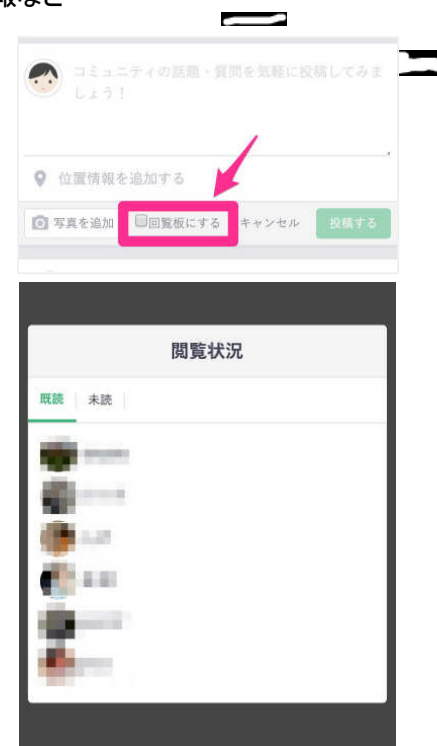 コミュニティの話題・質問を気軽に投稿してみま
しょう！
位置情報を追加する
写真を追加 回覧板にする キャンセル 投稿する
閲覧状況
既読 未読